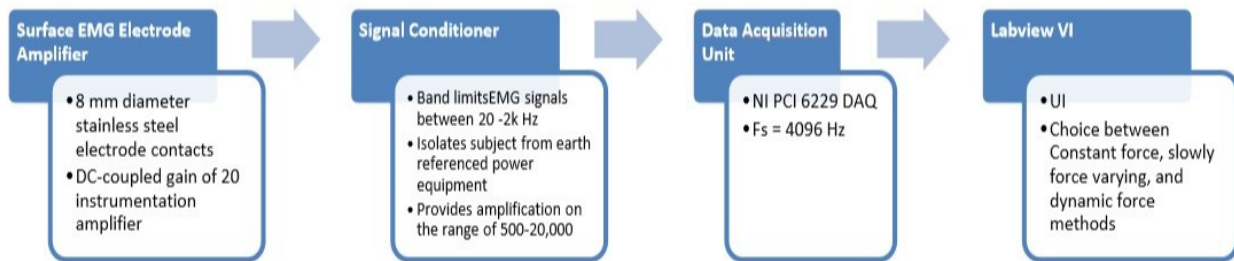 Surface EMG Electrode
Amplifier
•8 mm diameter
stainless steel
electrode contacts
•DC-coupled gain of 20
instrumentation
amplifier
Signal Conditioner
•Band limitsEMG signals
between 20 -2k Hz
•Isolates subject from earth
referenced power
equipment
•Provides amplification on
the range of 500-20,000
Data Acquisition
Unit
•NI PCI 6229 DAQ
•Fs = 4096 Hz
Labview VI
•UI
•Choice between
Constant force, slowly
force varying, and
dynamic force
methods